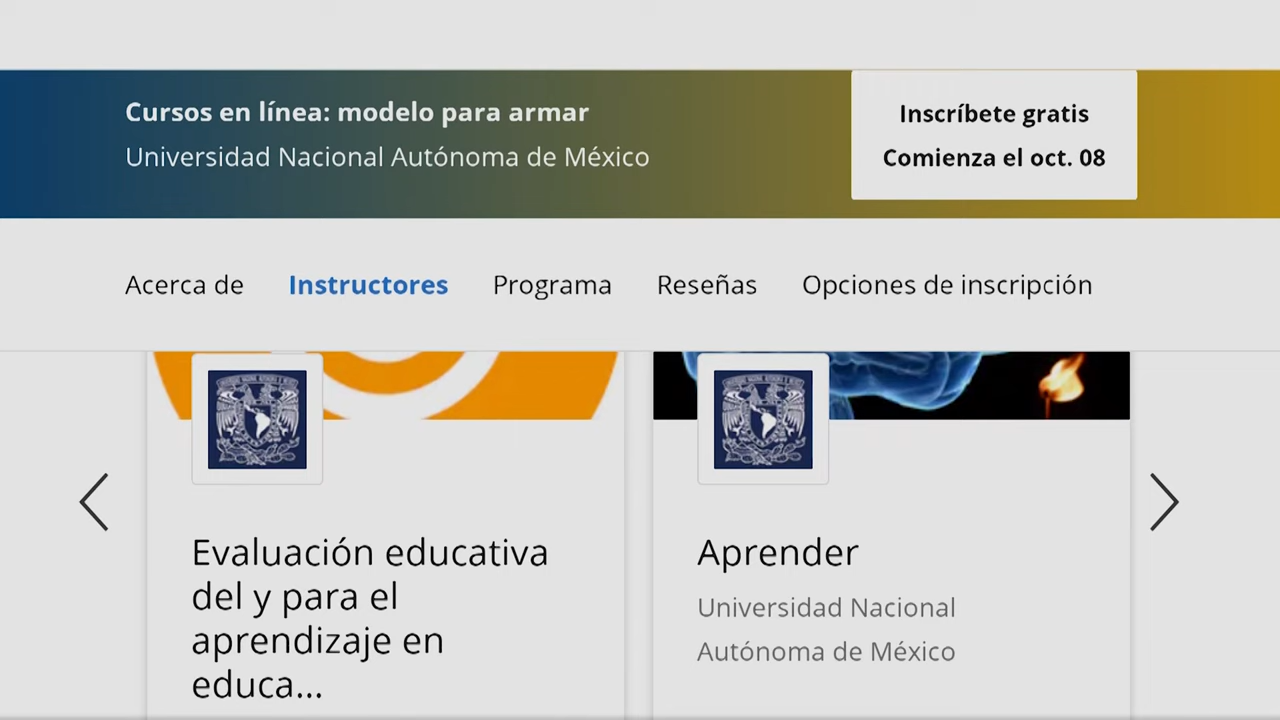 Cursos en línea: modelo para armar
Universidad Nacional Autónoma de México
Inscríbete gratis
Comienza el oct. 08
Acerca de Instructores Programa Reseñas Opciones de inscripción
Evaluación educativa
del y para el
aprendizaje en
educa...
Aprender
Universidad Nacional
Autónoma de México